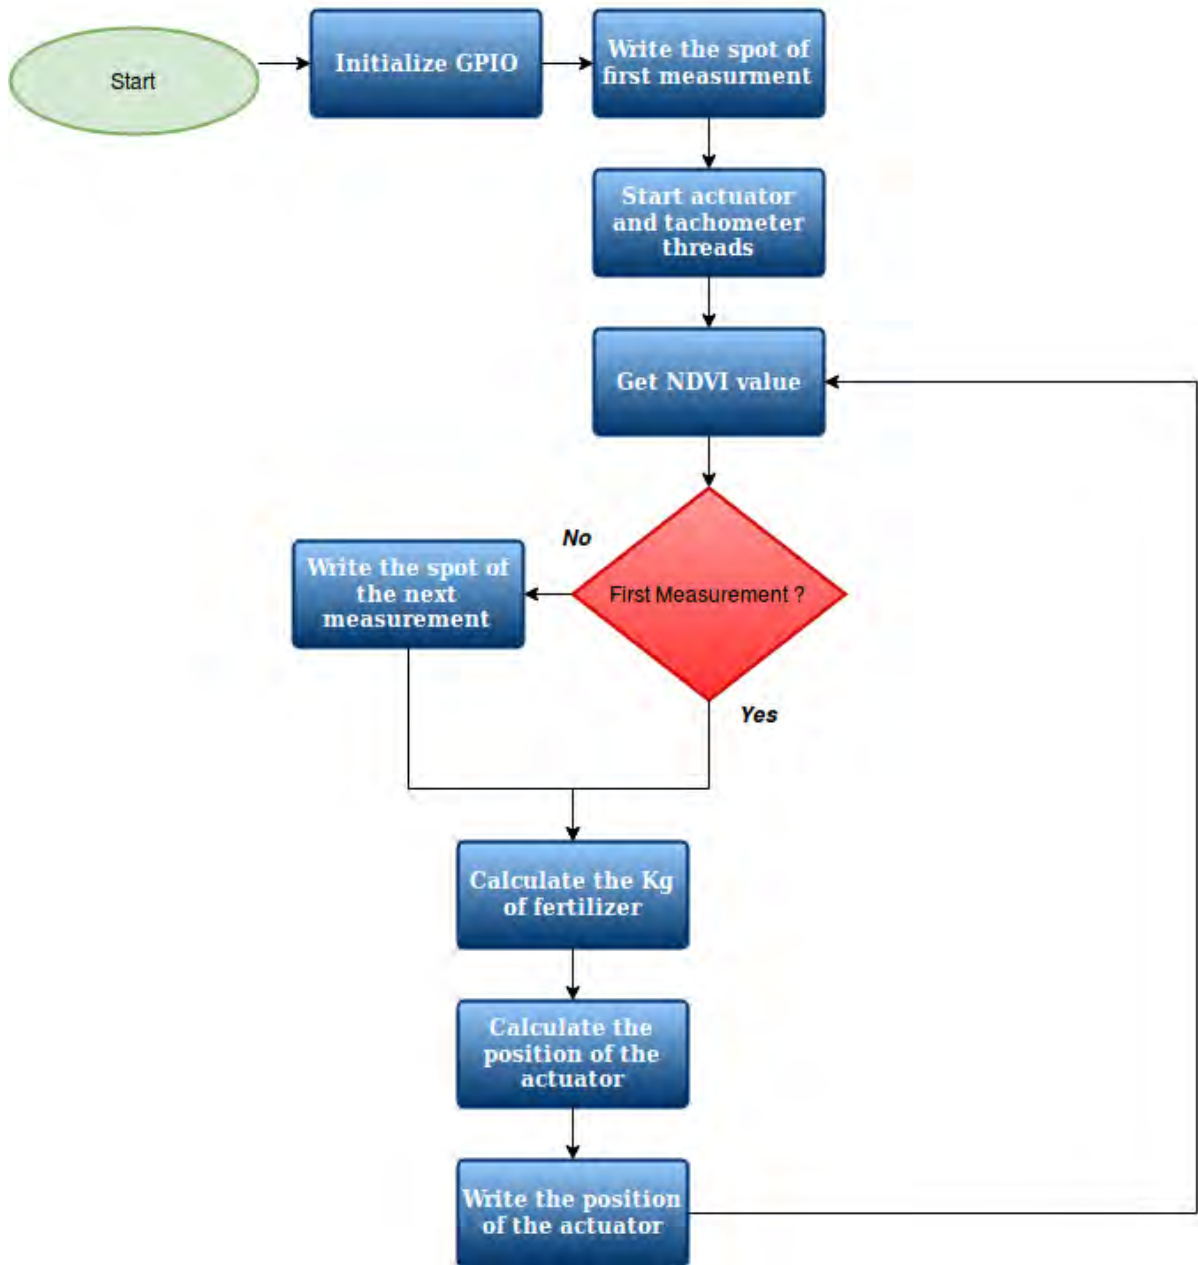 Start
Initialize GPIO
Write the spot of
first measurment
Start actuator
and tachometer
threads
Get NDVI value
No
First Measurement ?
Write the spot of
the next
measurement
Yes
Calculate the Kg
of fertilizer
Calculate the
position of the
actuator
Write the position
of the actuator